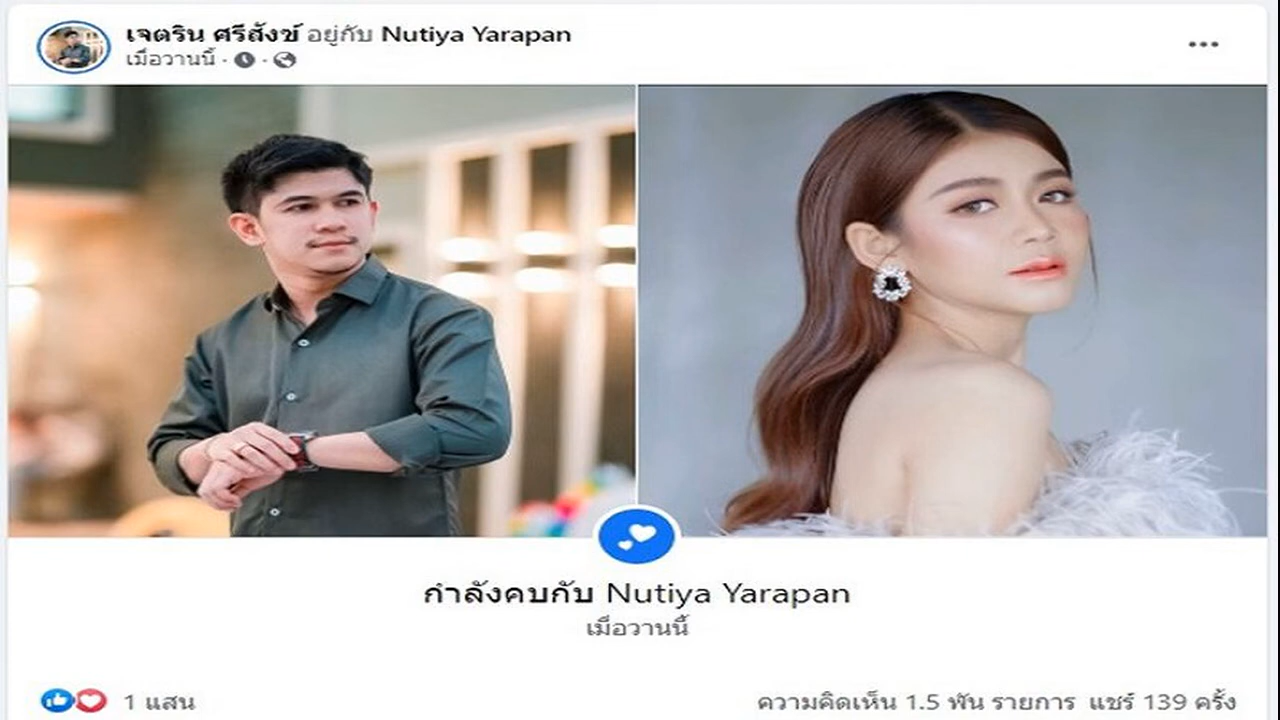 เจตริน ศรีสังข์ อยู่กับ Nutiya Yarapan
เมื่อวานนี้ ·  ·
กำลังคบกับ Nutiya Yarapan
เมื่อวานนี้
1 แสน ความคิดเห็น 1.5 พัน รายการ แชร์ 139 ครั้ง